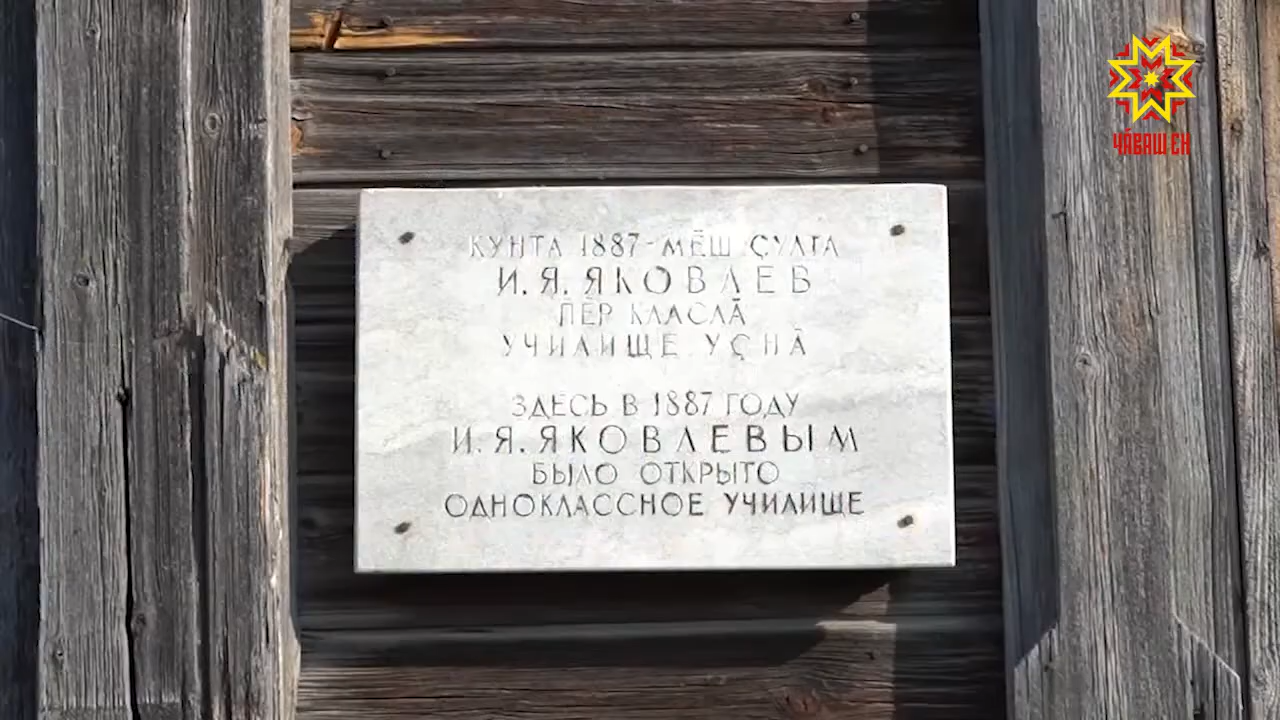 КУНТА 1887-МӖШ ҪУЛТА
И.Я.ЯКОВЛЕВ
ПӖР КЛАСЛӐ
УЧИЛИЩЕ УҪНӐ
ЗДЕСЬ В 1887 ГОДУ
И.Я.ЯКОВЛЕВЫМ
БЫЛО ОТКРЫТО
ОДНОКЛАССНОЕ УЧИЛИЩЕ
ЧӐВАШ ЕН